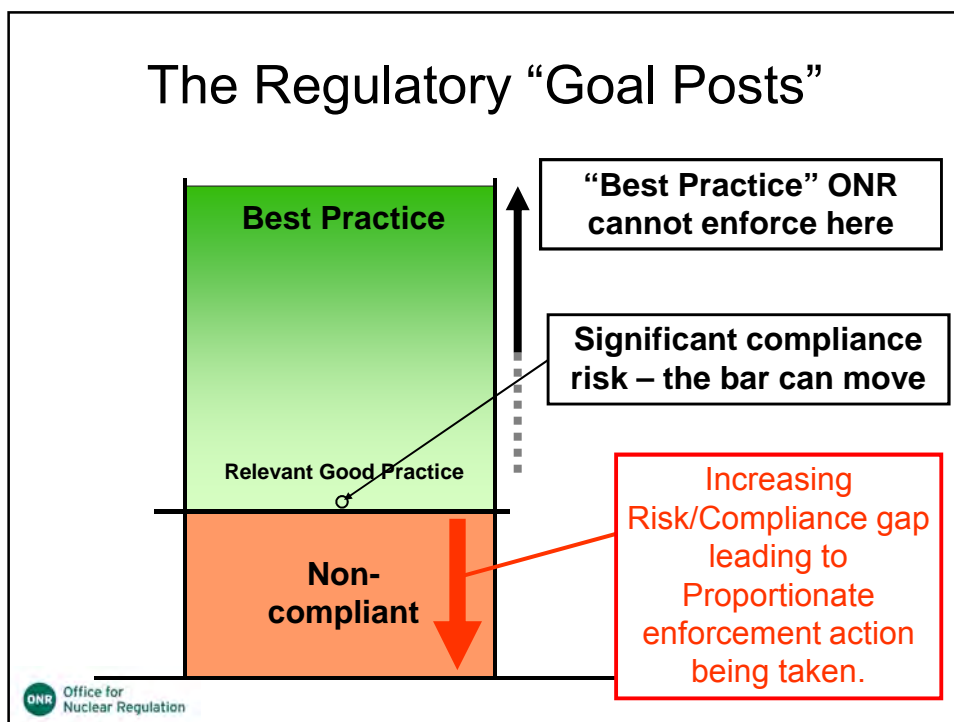 The Regulatory “Goal Posts”
Best Practice
“Best Practice” ONR
cannot enforce here
Significant compliance
risk – the bar can move
Relevant Good Practice
Non-
compliant
Increasing
Risk/Compliance gap
leading to
Proportionate
enforcement action
being taken.
ONR
Office for
Nuclear Regulation